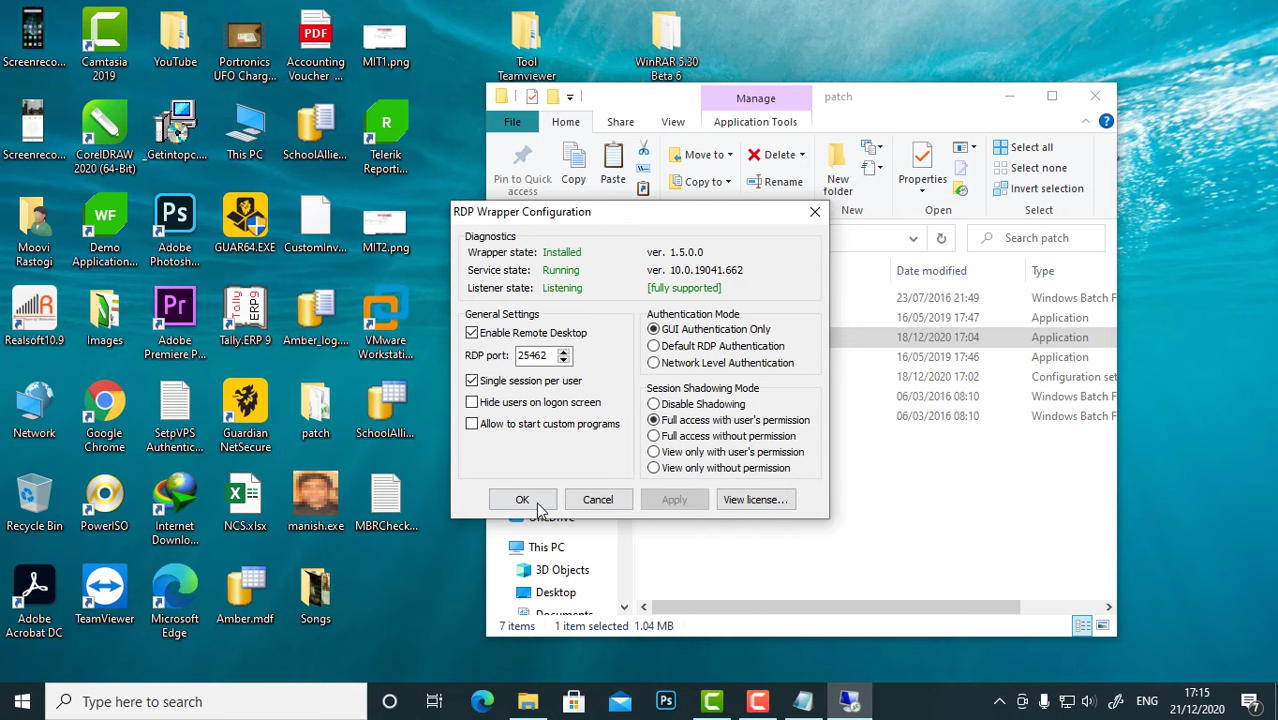 Screenreco...
Camtasia 2019
YouTube
Portronics UFO Charg...
PDF
Accounting Voucher ...
MIT1.png
Tool Teamviewer
WinRAR 5.30 Beta 6
Screenreco...
CorelDRAW 2020 (64-Bit)
_Getintopc....
This PC
SchoolAllie...
R
Telerik Reporti...
Moovi Rastogi
WF
Demo Application...
Ps
Adobe Photosh...
GUAR64.EXE
CustomInv...
MIT2.png
Realsoft10.9
Images
Pr
Adobe Premiere P...
Tally.ERP 9
Amber_log....
VMware Workstati...
Network
Google Chrome
SetpVPS Authentic...
Guardian NetSecure
patch
SchoolAlli...
Recycle Bin
PowerISO
Internet Downlo...
NCS.xlsx
manish.exe
MBRCheck...
Adobe Acrobat DC
TeamViewer
Microsoft Edge
Amber.mdf
Songs
Manage
patch
File
Home
Share
View
Application Tools
Pin to Quick access
Copy
Paste
Move to
Copy to
Delete
Rename
New folder
Properties
Select all
Select none
Invert selection
New
Open
Select
Search patch
Date modified
Type
23/07/2016 21:49
Windows Batch F
16/05/2019 17:47
Application
18/12/2020 17:04
Application
16/05/2019 17:46
Application
18/12/2020 17:02
Configuration set
06/03/2016 08:10
Windows Batch F
06/03/2016 08:10
Windows Batch F
RDP Wrapper Configuration
Diagnostics
Wrapper state: Installed ver. 1.5.0.0
Service state: Running ver. 10.0.19041.662
Listener state: Listening [fully supported]
General Settings
Enable Remote Desktop
RDP port: 25462
Single session per user
Hide users on logon screen
Allow to start custom programs
Authentication Mode
GUI Authentication Only
Default RDP Authentication
Network Level Authentication
Session Shadowing Mode
Disable Shadowing
Full access with user's permission
Full access without permission
View only with user's permission
View only without permission
OK
Cancel
Apply
View license...
OneDrive
This PC
3D Objects
Desktop
Documents
7 items
1 item selected 1.04 MB
Type here to search
Ps
ENG
17:15
21/12/2020
7